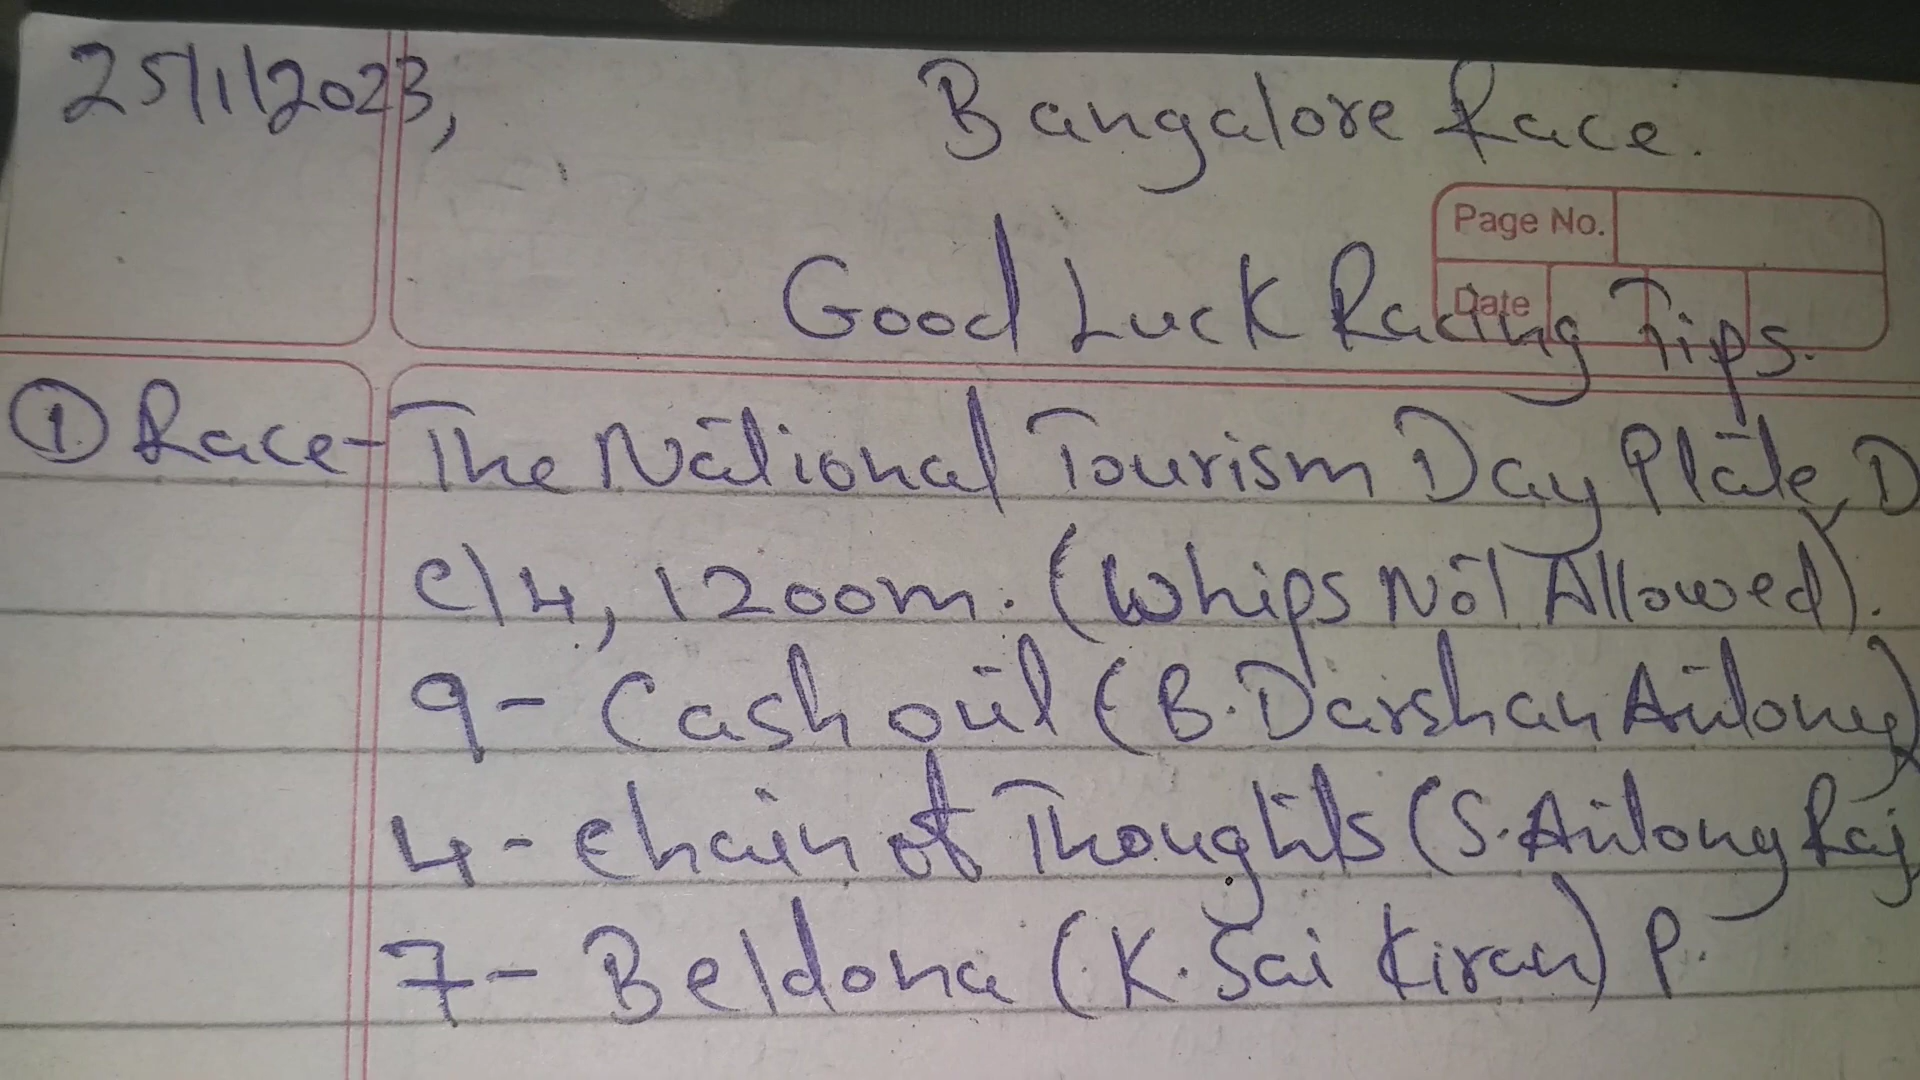 25/1/2023, Bangalore Race.
Page No.
Good Luck Racing Tips.
Date
① Race - The National Tourism Day Plate, D
C/4, 1200m. (Whips Not Allowed).
9 - Cash out (B. Darshan Antony)
4 - Chain of Thoughts (S. Antony Raj
7 - Beldona (K. Sai Kiran) P.